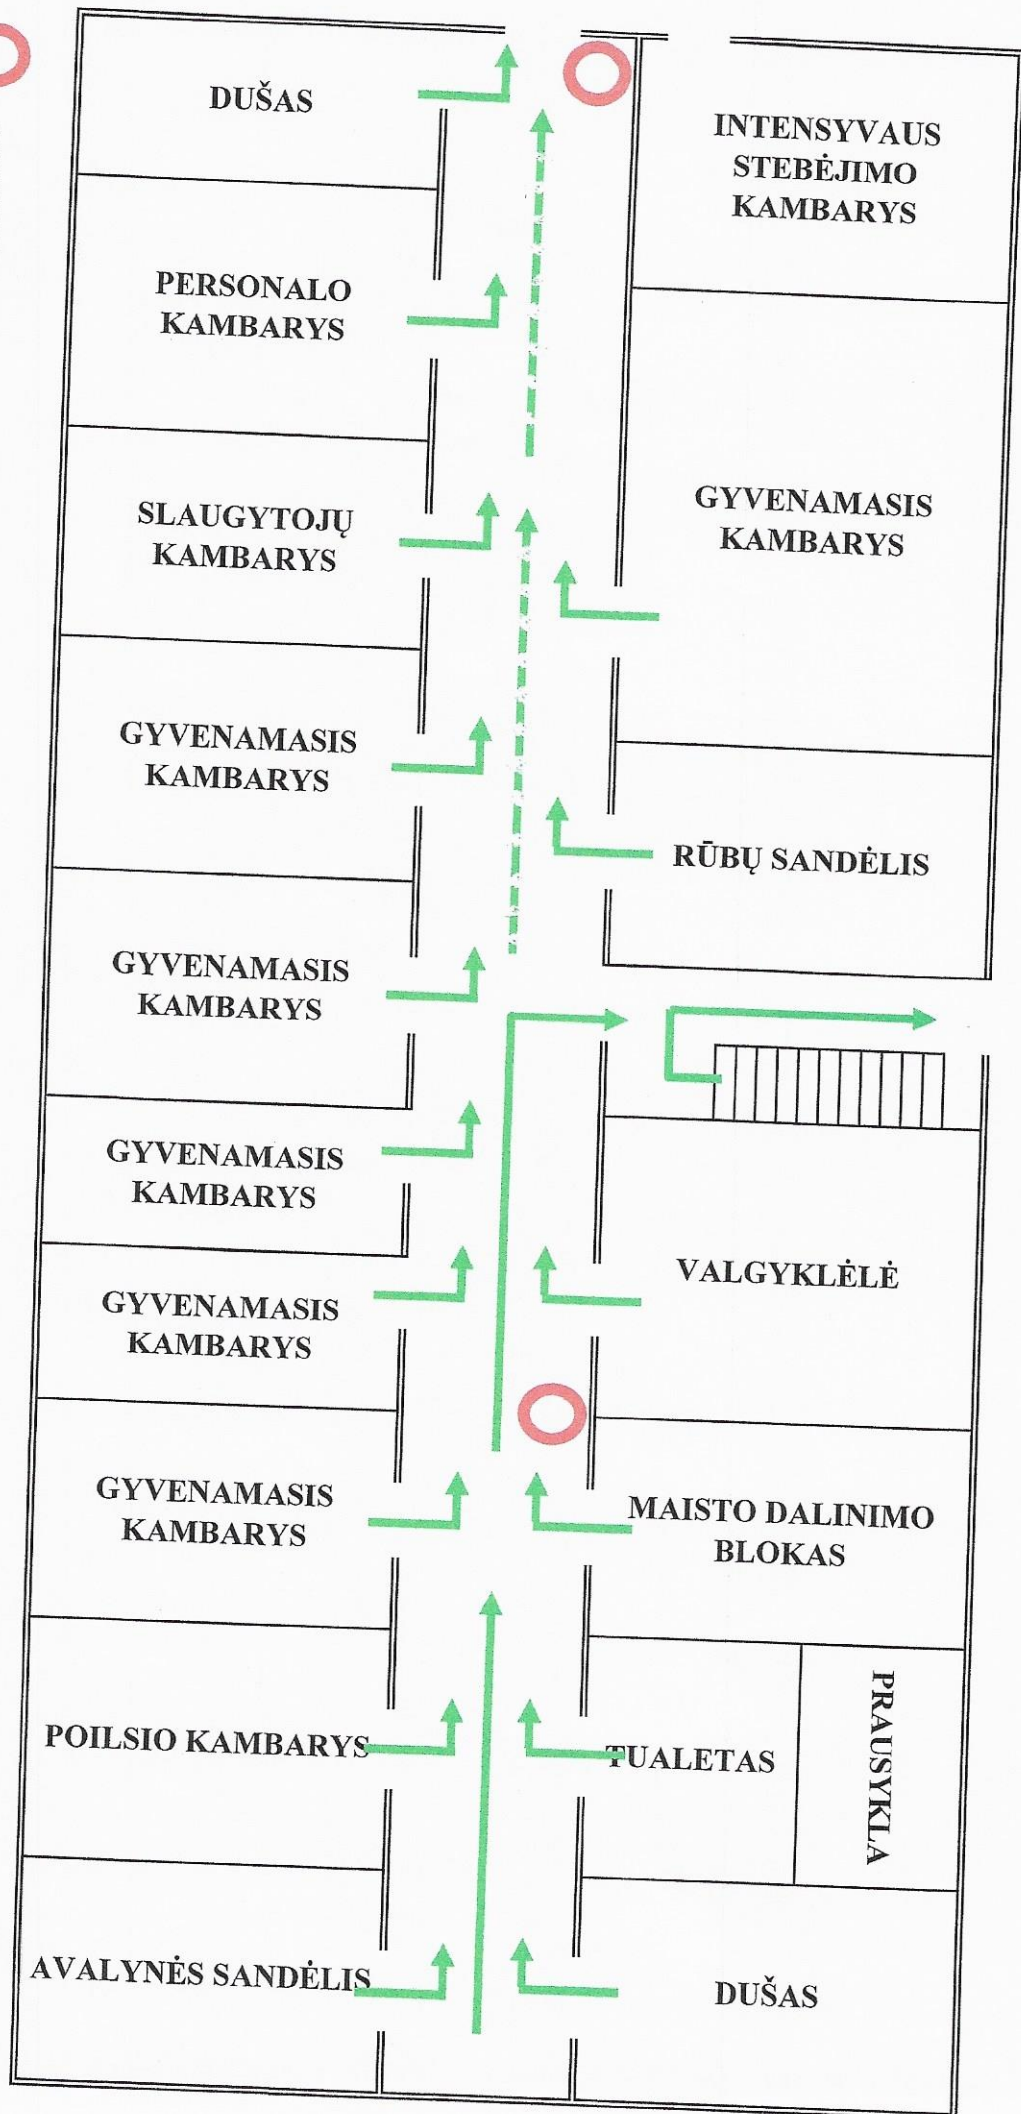 DUŠAS
INTENSYVAUS
STEBĖJIMO
KAMBARYS
PERSONALO
KAMBARYS
GYVENAMASIS
KAMBARYS
SLAUGYTOJŲ
KAMBARYS
GYVENAMASIS
KAMBARYS
RŪBŲ SANDĖLIS
GYVENAMASIS
KAMBARYS
GYVENAMASIS
KAMBARYS
VALGYKLĖLĖ
GYVENAMASIS
KAMBARYS
GYVENAMASIS
KAMBARYS
MAISTO DALINIMO
BLOKAS
POILSIO KAMBARYS
TUALETAS
PRAUSYKLA
AVALYNĖS SANDĖLIS
DUŠAS